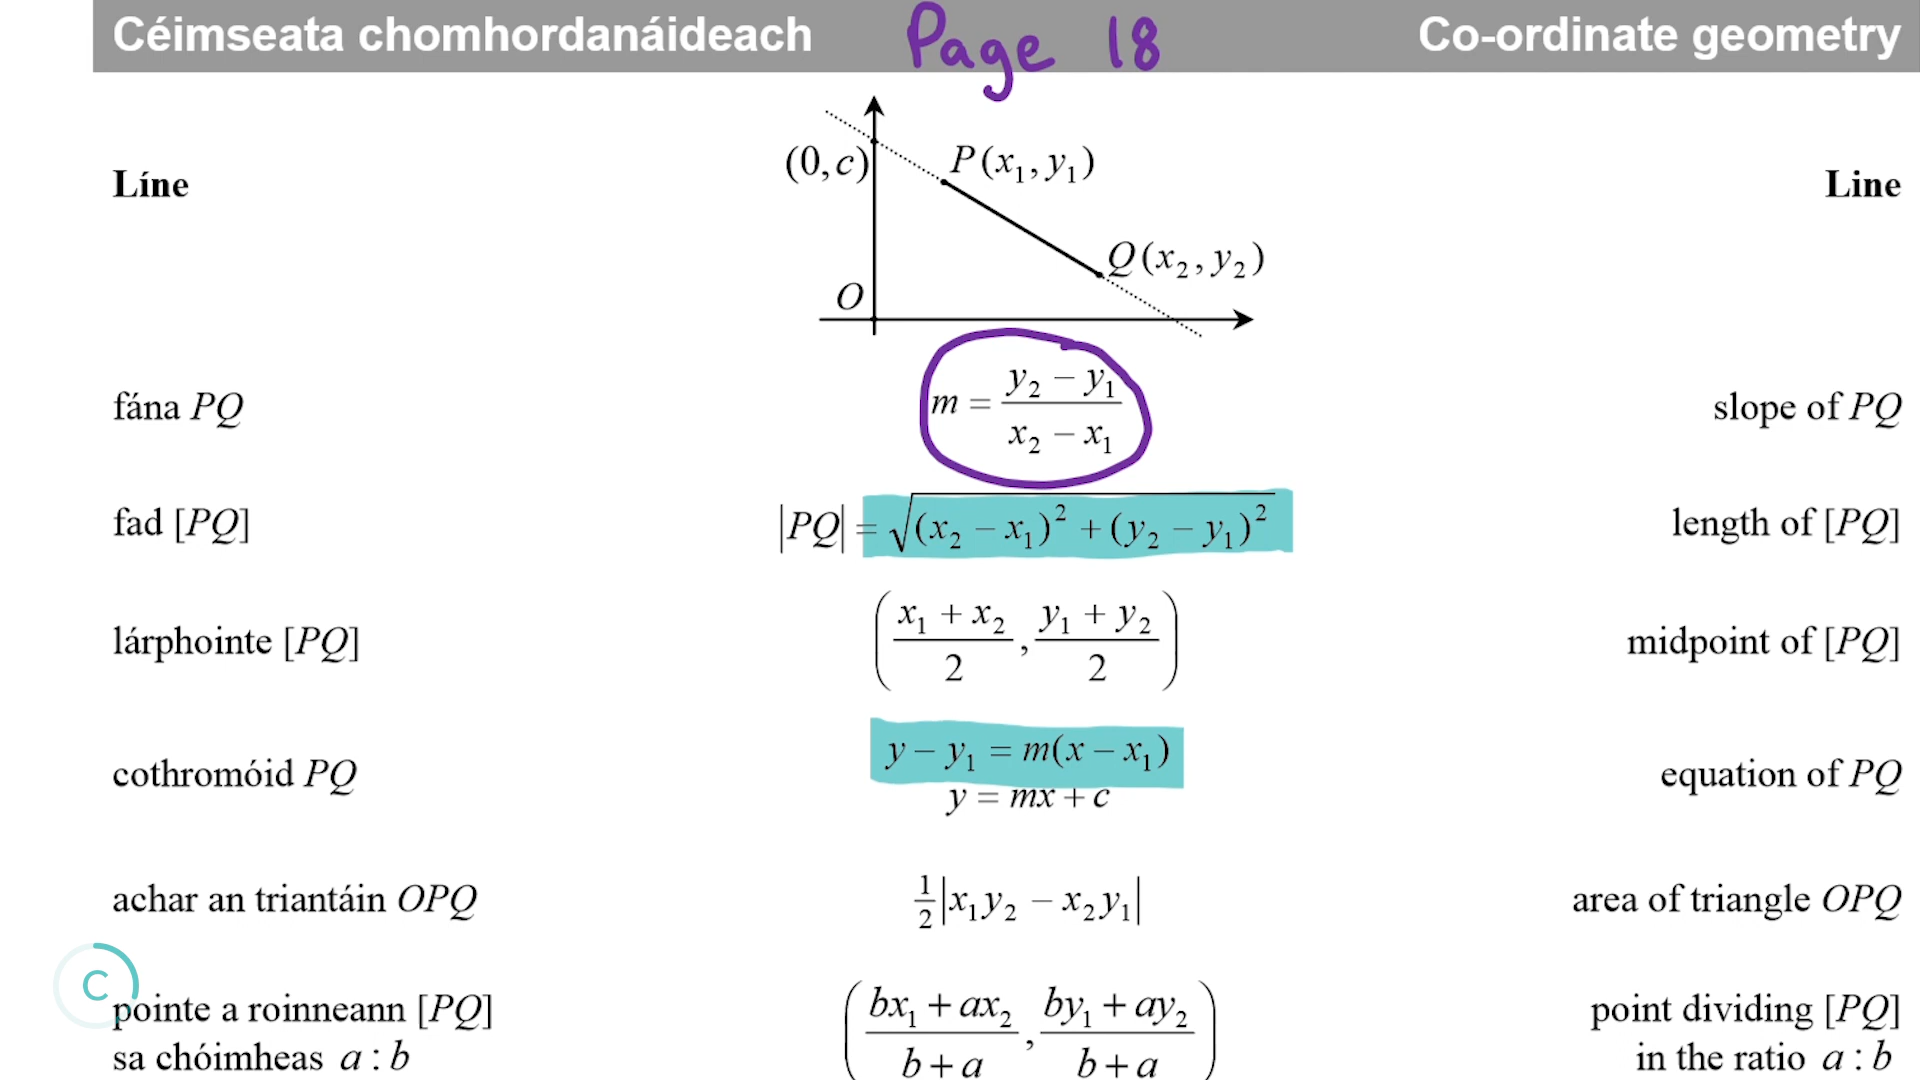 Céimseata chomhordanáideach Page 18 Co-ordinate geometry
(0, c) P(x₁, y₁)
Líne Line
Q(x₂, y₂)
O
fána PQ m = (y₂ − y₁)/(x₂ − x₁) slope of PQ
fad [PQ] |PQ| = √((x₂ − x₁)² + (y₂ − y₁)²) length of [PQ]
lárphointe [PQ] ((x₁ + x₂)/2, (y₁ + y₂)/2) midpoint of [PQ]
y − y₁ = m(x − x₁)
cothromóid PQ equation of PQ
y = mx + c
achar an triantáin OPQ ½|x₁y₂ − x₂y₁| area of triangle OPQ
C
pointe a roinneann [PQ] ((bx₁ + ax₂)/(b + a), (by₁ + ay₂)/(b + a)) point dividing [PQ]
sa chóimheas a : b in the ratio a : b